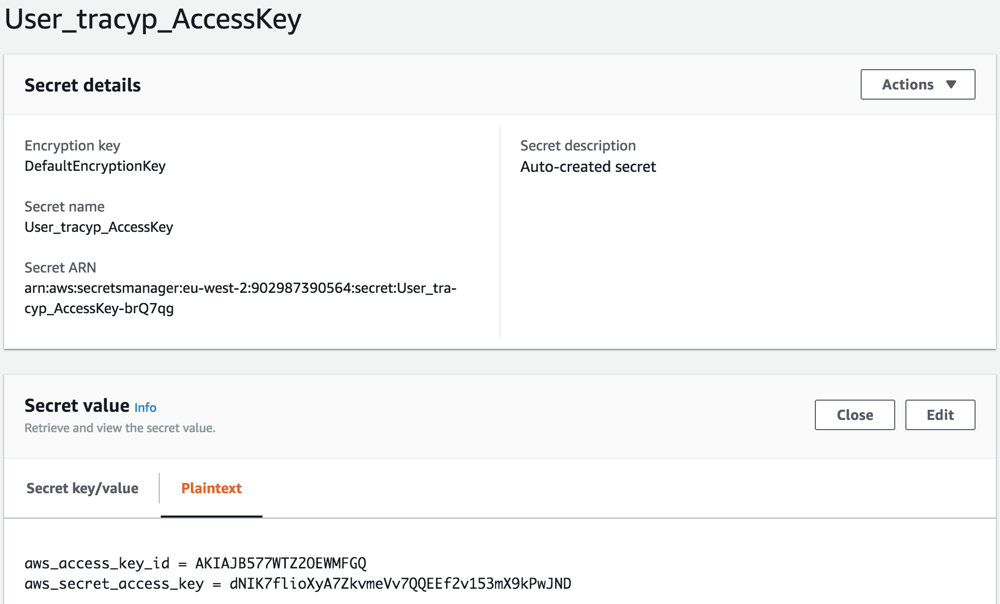 User_tracyp_AccessKey
Secret details
Actions
Encryption key
DefaultEncryptionKey
Secret name
User_tracyp_AccessKey
Secret ARN
arn:aws:secretsmanager:eu-west-2:902987390564:secret:User_tra-
cyp_AccessKey-brQ7qg
Secret description
Auto-created secret
Secret value Info
Retrieve and view the secret value.
Close
Edit
Secret key/value
Plaintext
aws_access_key_id = AKIAJB577WTZ2OEWMFGQ
aws_secret_access_key = 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